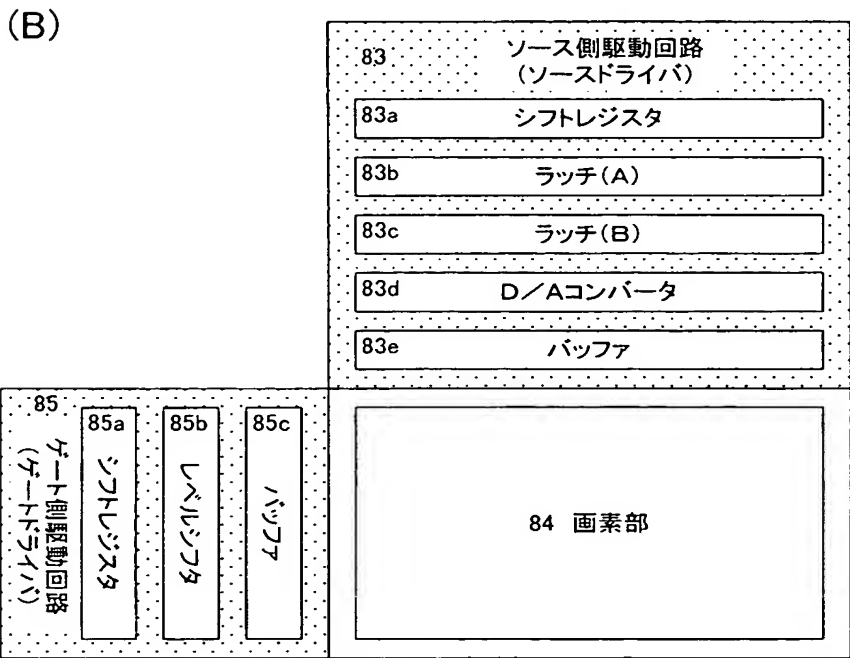 (B)
83 ソース側駆動回路
(ソースドライバ)
83a シフトレジスタ
83b ラッチ(A)
83c ラッチ(B)
83d D/Aコンバータ
83e バッファ
85
ゲート側駆動回路
(ゲートドライバ)
85a
シフトレジスタ
85b
レベルシフタ
85c
バッファ
84 画素部